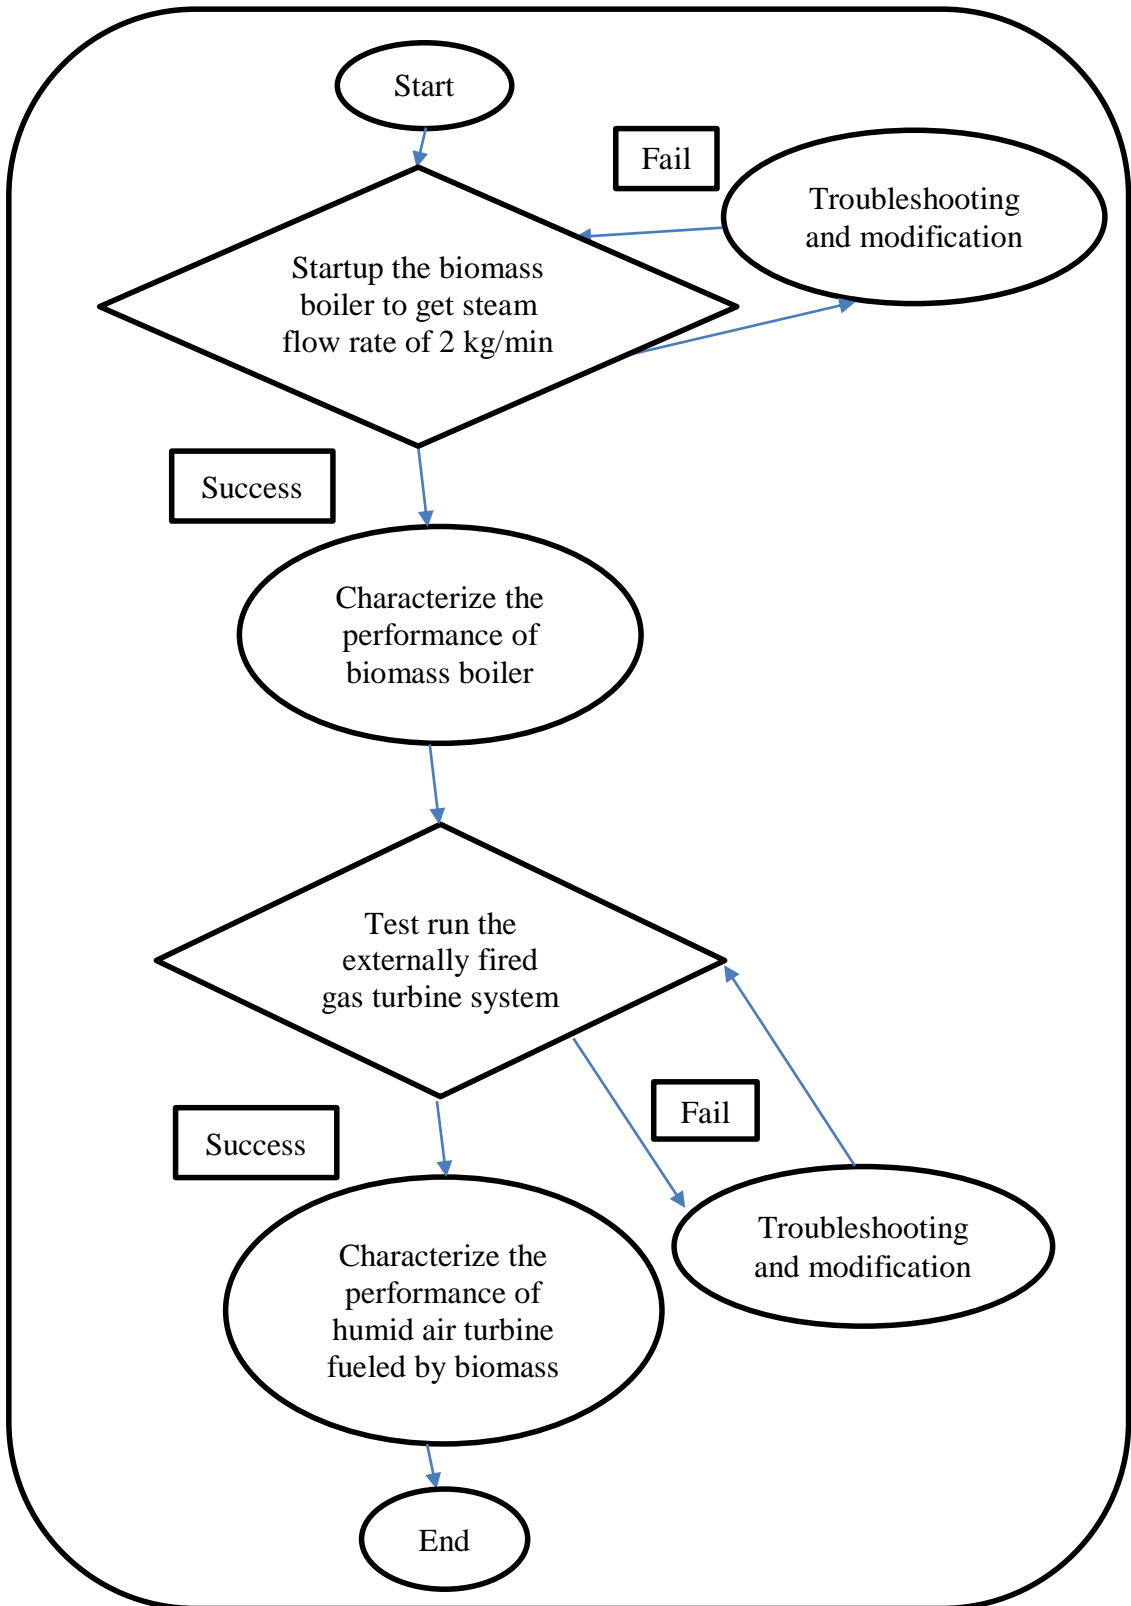 Start
Fail
Troubleshooting
and modification
Startup the biomass
boiler to get steam
flow rate of 2 kg/min
Success
Characterize the
performance of
biomass boiler
Test run the
externally fired
gas turbine system
Fail
Success
Troubleshooting
and modification
Characterize the
performance of
humid air turbine
fueled by biomass
End